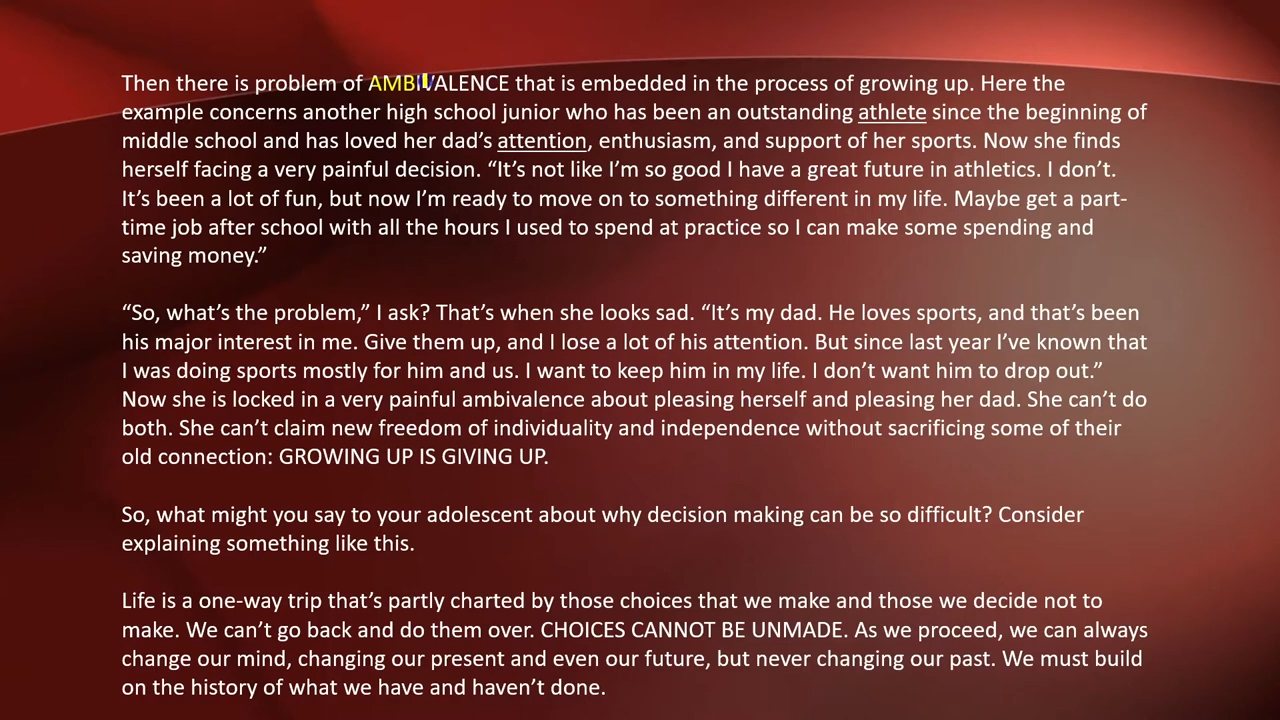 Then there is problem of AMBIVALENCE that is embedded in the process of growing up. Here the
example concerns another high school junior who has been an outstanding athlete since the beginning of
middle school and has loved her dad’s attention, enthusiasm, and support of her sports. Now she finds
herself facing a very painful decision. “It’s not like I’m so good I have a great future in athletics. I don’t.
It’s been a lot of fun, but now I’m ready to move on to something different in my life. Maybe get a part-
time job after school with all the hours I used to spend at practice so I can make some spending and
saving money.”
“So, what’s the problem,” I ask? That’s when she looks sad. “It’s my dad. He loves sports, and that’s been
his major interest in me. Give them up, and I lose a lot of his attention. But since last year I’ve known that
I was doing sports mostly for him and us. I want to keep him in my life. I don’t want him to drop out.”
Now she is locked in a very painful ambivalence about pleasing herself and pleasing her dad. She can’t do
both. She can’t claim new freedom of individuality and independence without sacrificing some of their
old connection: GROWING UP IS GIVING UP.
So, what might you say to your adolescent about why decision making can be so difficult? Consider
explaining something like this.
Life is a one-way trip that’s partly charted by those choices that we make and those we decide not to
make. We can’t go back and do them over. CHOICES CANNOT BE UNMADE. As we proceed, we can always
change our mind, changing our present and even our future, but never changing our past. We must build
on the history of what we have and haven’t done.